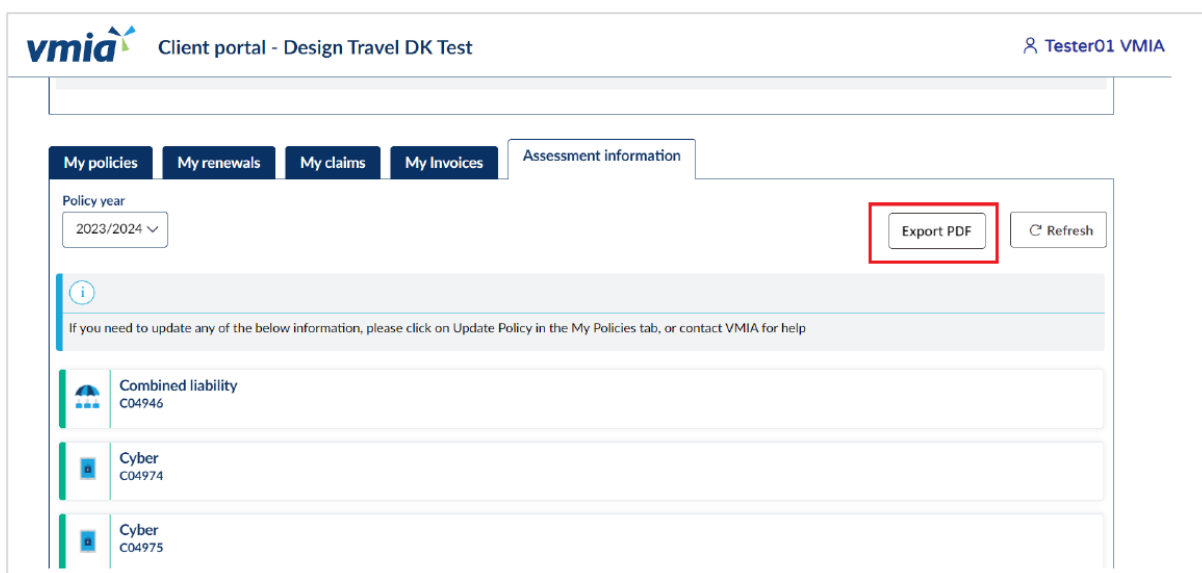 vmia Client portal - Design Travel DK Test Tester01 VMIA
My policies My renewals My claims My Invoices Assessment information
Policy year
2023/2024 Export PDF Refresh
i
If you need to update any of the below information, please click on Update Policy in the My Policies tab, or contact VMIA for help
Combined liability
C04946
Cyber
C04974
Cyber
C04975